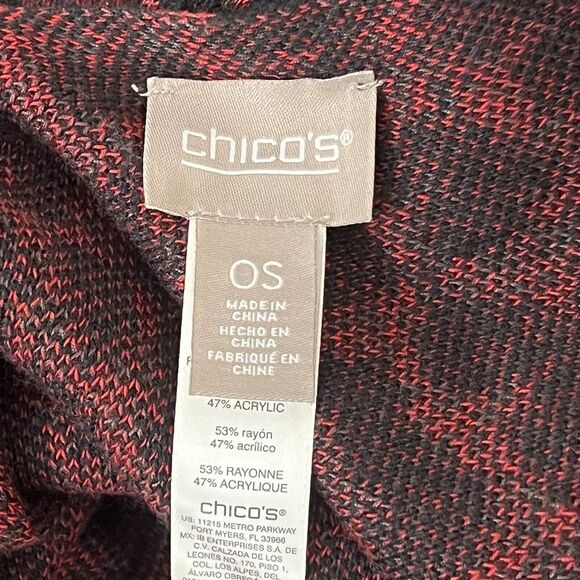 chico's®
OS
MADE IN
CHINA
HECHO EN
CHINA
FABRIQUÉ EN
CHINE
47% ACRYLIC
53% rayón
47% acrílico
53% RAYONNE
47% ACRYLIQUE
chico's®
US: 11215 METRO PARKWAY
FORT MYERS, FL 33966
MX: IB ENTERPRISES S.A. DE
C.V. CALZADA DE LOS
LEONES NO. 170, PISO 1,
COL. LOS ALPES, DEL.
ALVARO OBREG